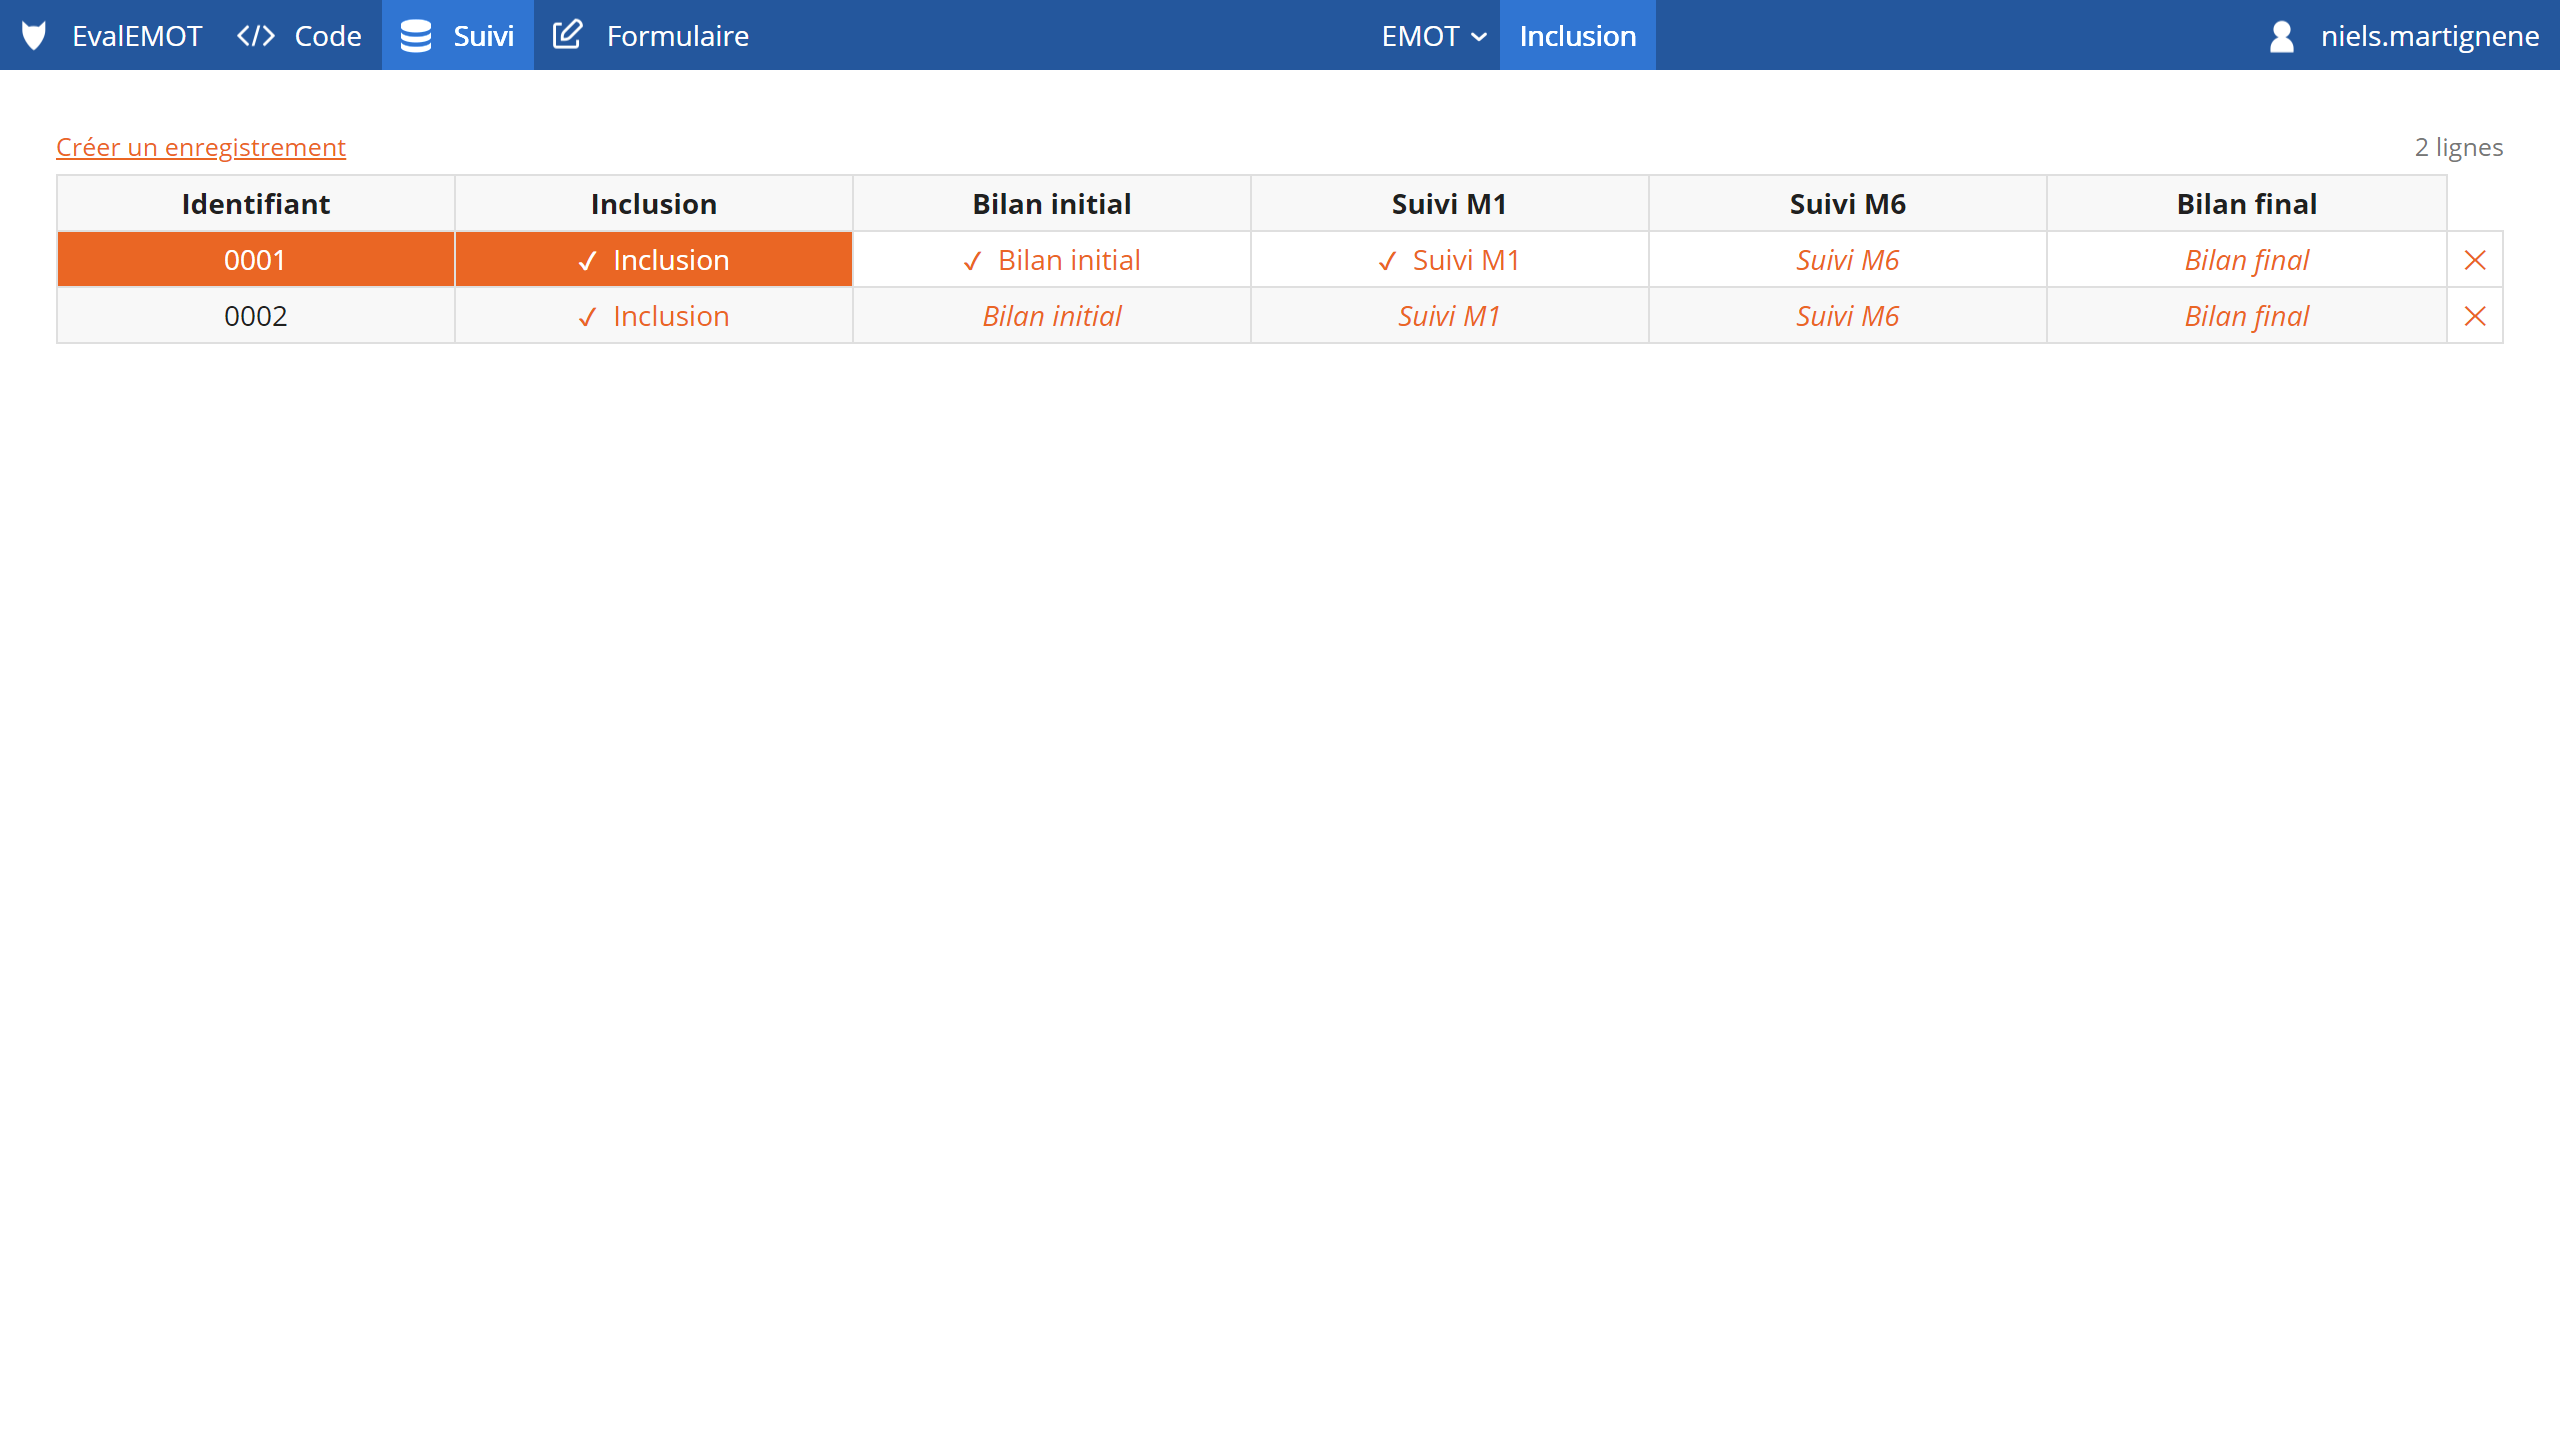 EvalEMOT </> Code Suivi Formulaire EMOT Inclusion niels.martignene
Créer un enregistrement 2 lignes
Identifiant Inclusion Bilan initial Suivi M1 Suivi M6 Bilan final
0001 ✓ Inclusion ✓ Bilan initial ✓ Suivi M1 Suivi M6 Bilan final
0002 ✓ Inclusion Bilan initial Suivi M1 Suivi M6 Bilan final